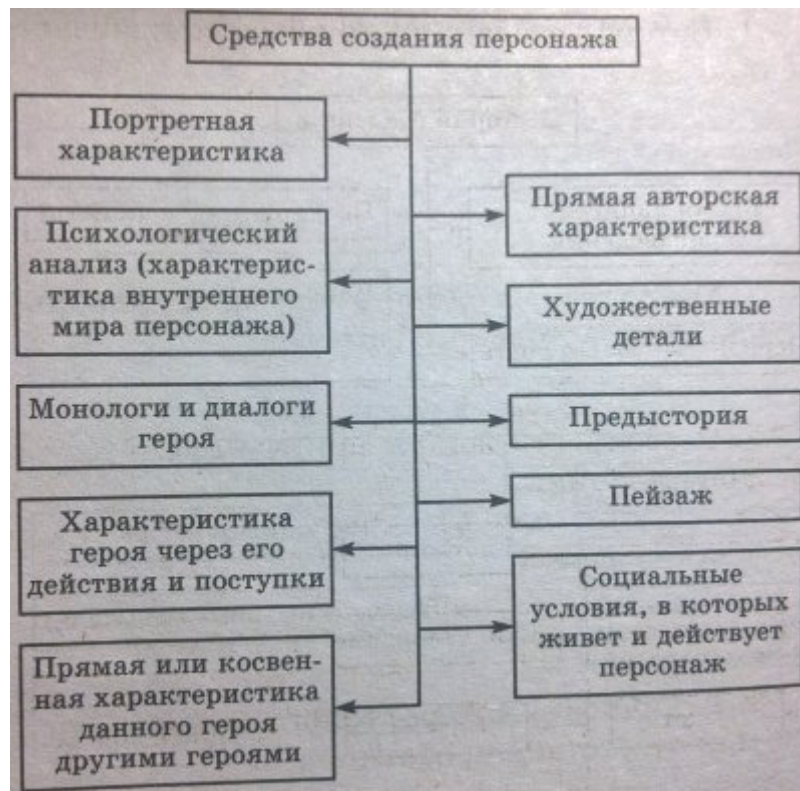 Средства создания персонажа
Портретная
характеристика
Психологический
анализ (характерис-
тика внутреннего
мира персонажа)
Монологи и диалоги
героя
Характеристика
героя через его
действия и поступки
Прямая или косвен-
ная характеристика
данного героя
другими героями
Прямая авторская
характеристика
Художественные
детали
Предыстория
Пейзаж
Социальные
условия, в которых
живет и действует
персонаж